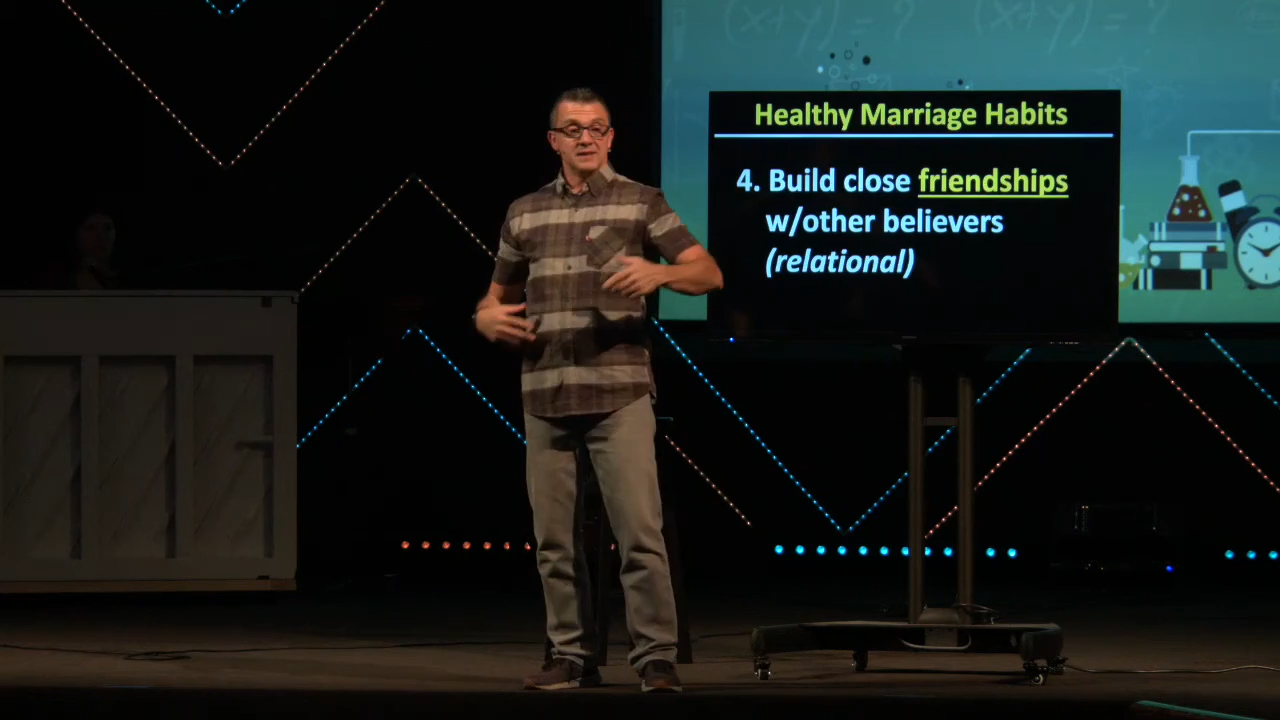 (x+y)=? (x+y)=?
Healthy Marriage Habits
4. Build close friendships
w/other believers
(relational)